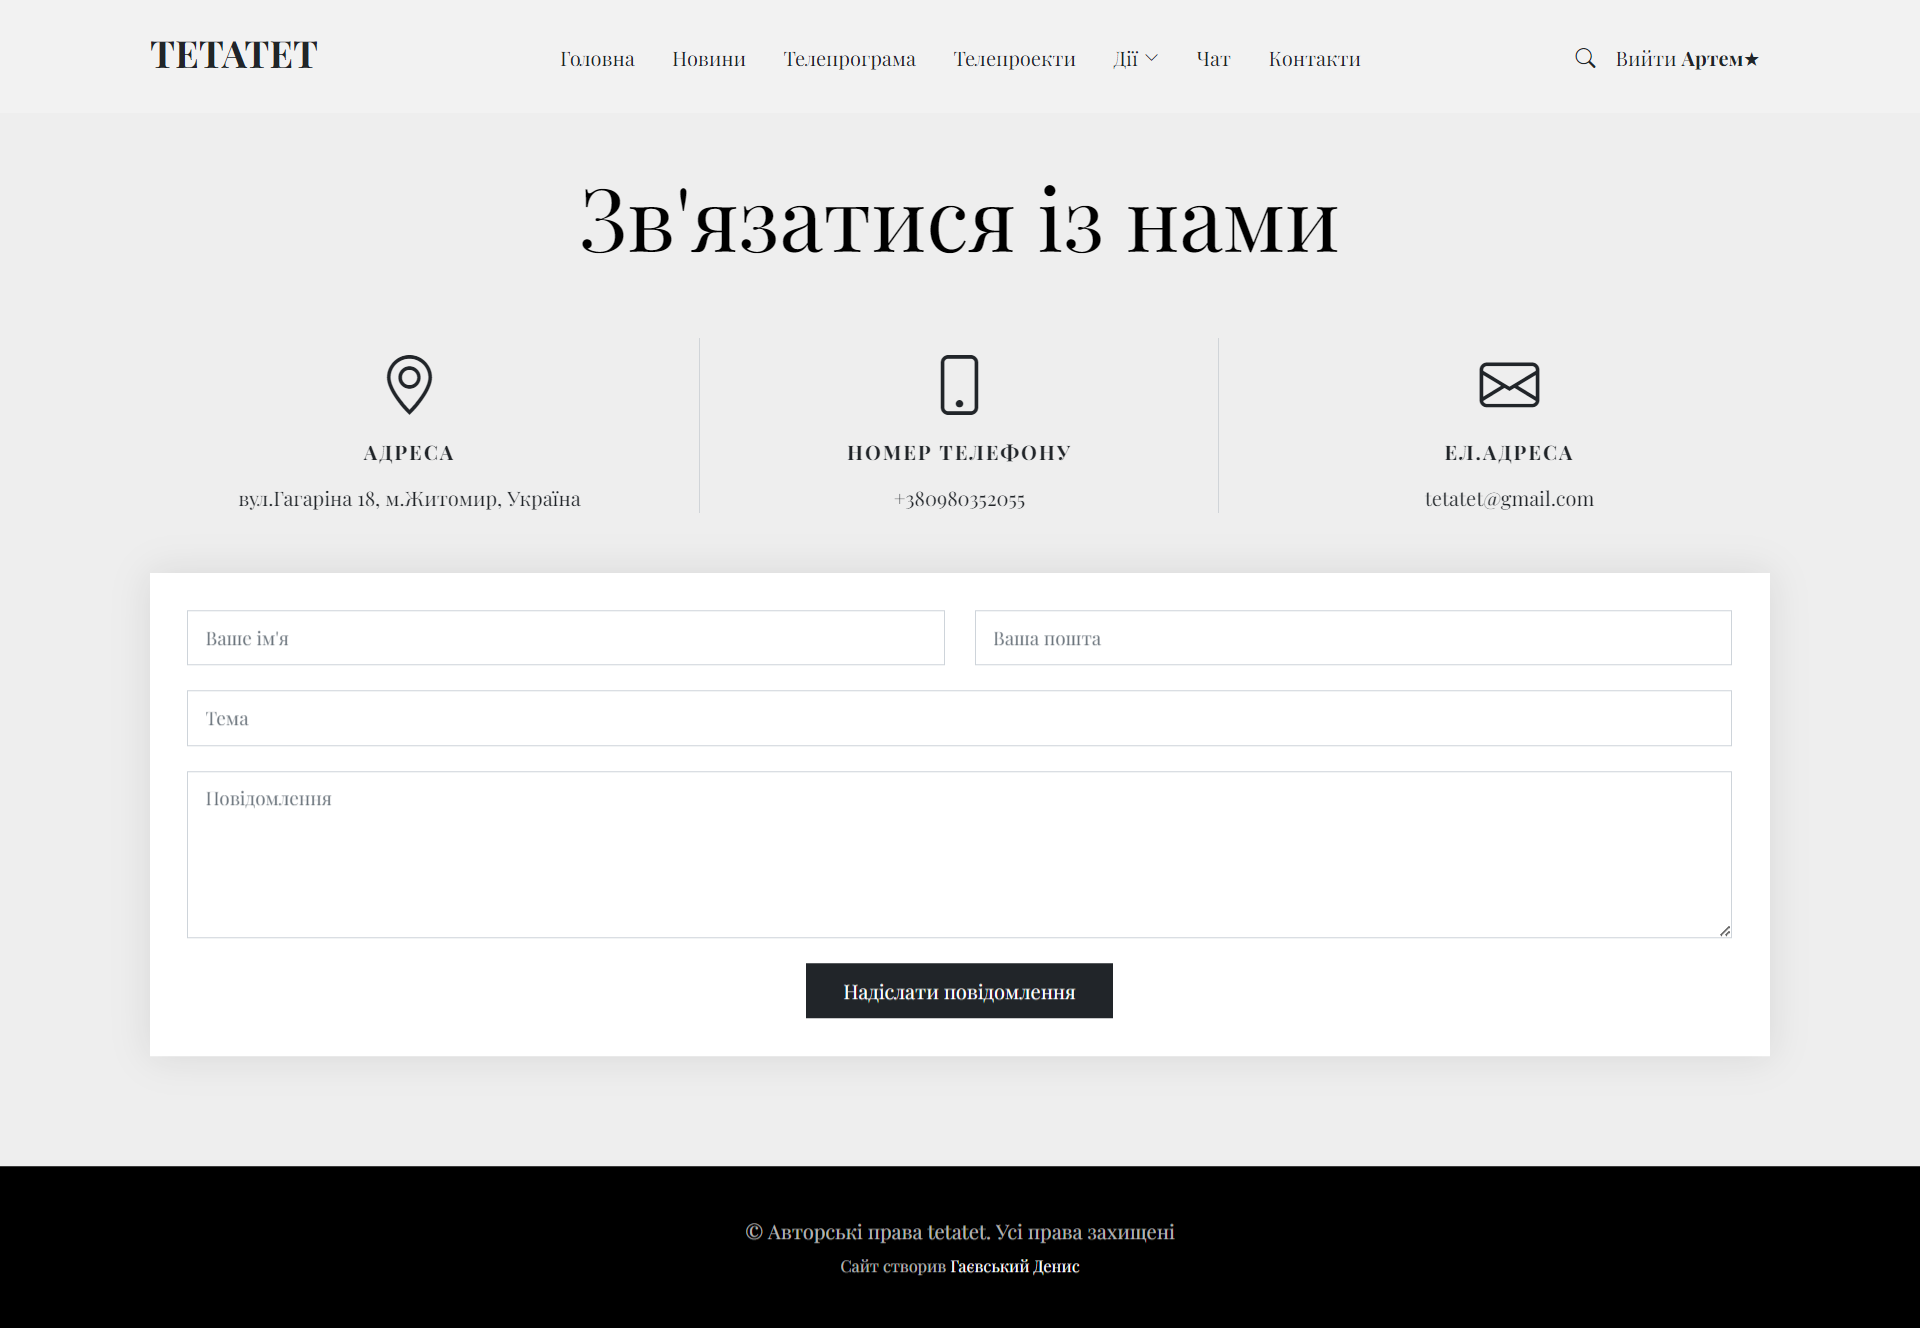 TETATET
Головна Новини Телепрограма Телепроекти Дії Чат Контакти Вийти Артем★
Зв'язатися із нами
АДРЕСА
вул.Гагаріна 18, м.Житомир, Україна
НОМЕР ТЕЛЕФОНУ
+380980352055
ЕЛ.АДРЕСА
tetatet@gmail.com
Ваше ім'я
Ваша пошта
Тема
Повідомлення
Надіслати повідомлення
© Авторські права tetatet. Усі права захищені
Сайт створив Гаєвський Денис